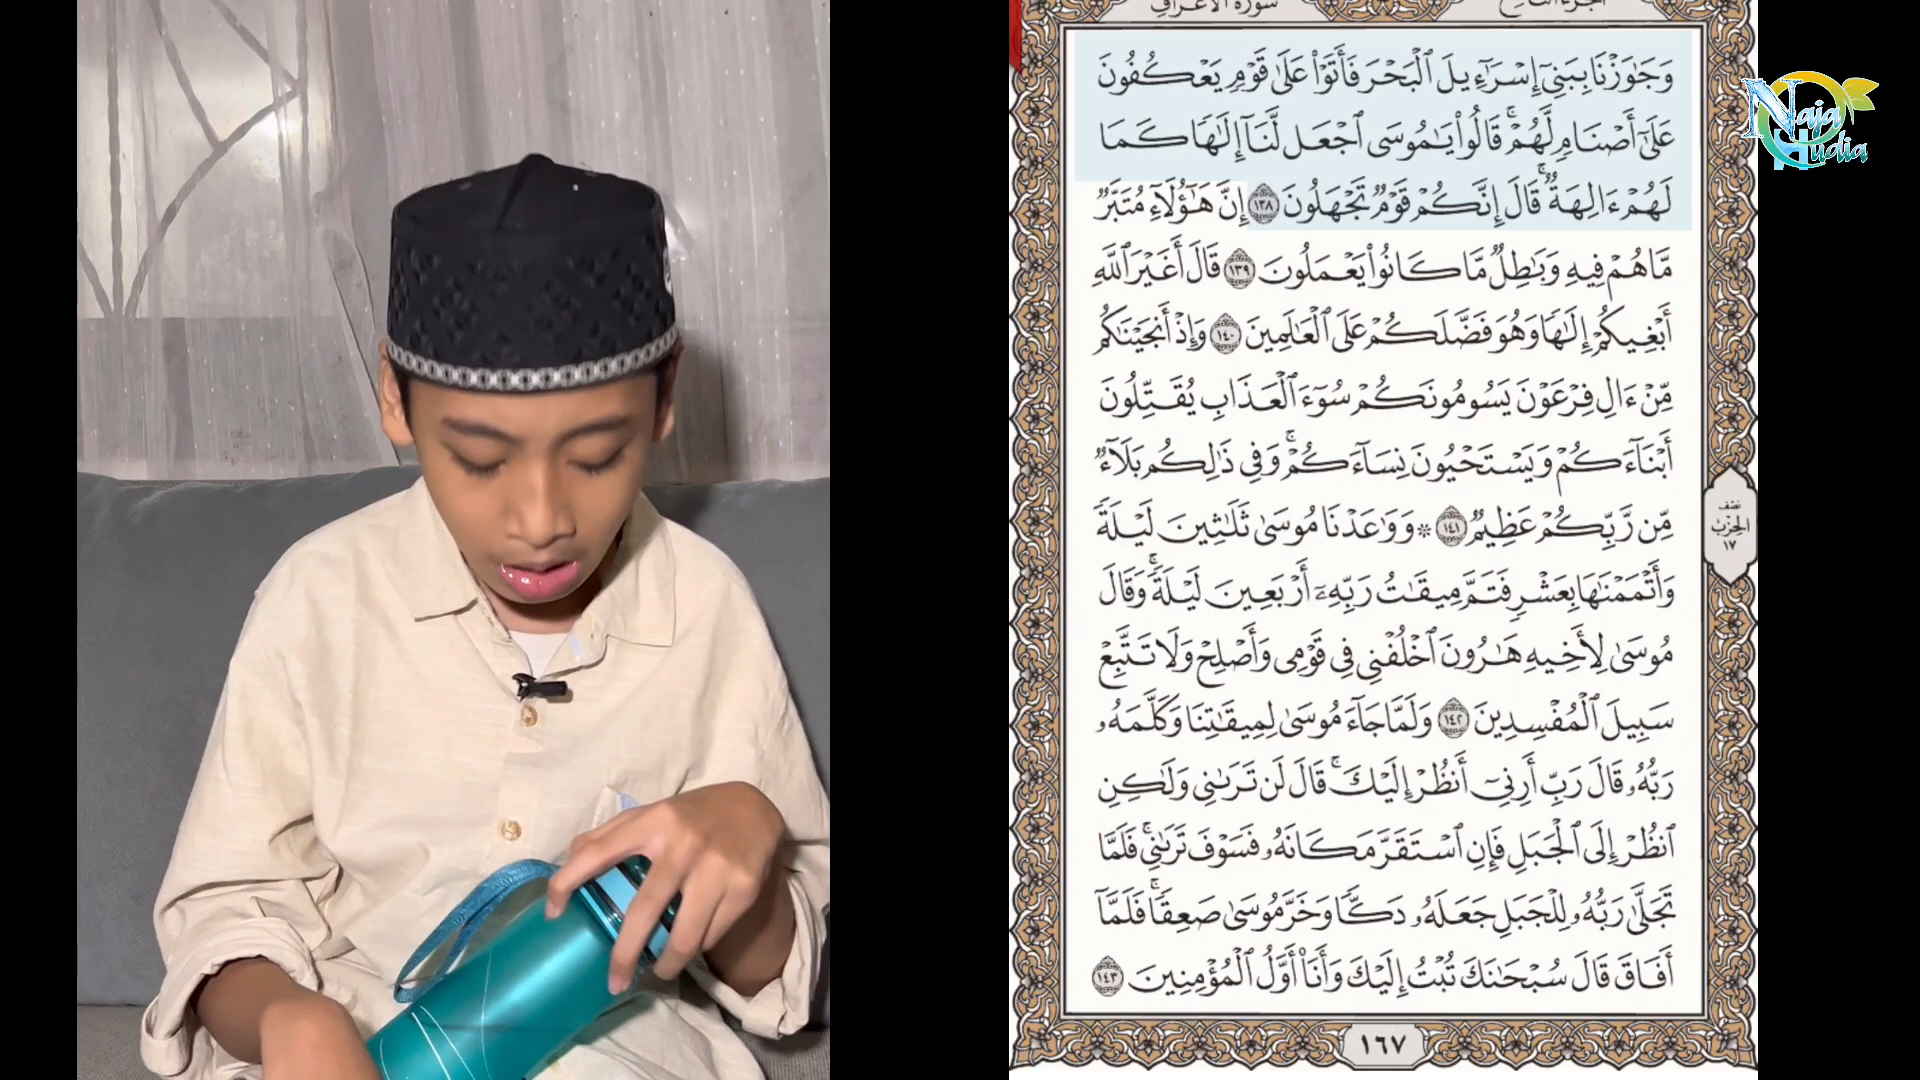 سورة الأعراف
الجزء التاسع
وَجَٰوَزْنَا بِبَنِىٓ إِسْرَٰٓءِيلَ ٱلْبَحْرَ فَأَتَوْا۟ عَلَىٰ قَوْمٍ يَعْكُفُونَ
عَلَىٰٓ أَصْنَامٍ لَّهُمْ ۚ قَالُوا۟ يَٰمُوسَى ٱجْعَل لَّنَآ إِلَٰهًا كَمَا
لَهُمْ ءَالِهَةٌ ۚ قَالَ إِنَّكُمْ قَوْمٌ تَجْهَلُونَ ١٣٨ إِنَّ هَٰٓؤُلَآءِ مُتَبَّرٌ
مَّا هُمْ فِيهِ وَبَٰطِلٌ مَّا كَانُوا۟ يَعْمَلُونَ ١٣٩ قَالَ أَغَيْرَ ٱللَّهِ
أَبْغِيكُمْ إِلَٰهًا وَهُوَ فَضَّلَكُمْ عَلَى ٱلْعَٰلَمِينَ ١٤٠ وَإِذْ أَنجَيْنَٰكُم
مِّنْ ءَالِ فِرْعَوْنَ يَسُومُونَكُمْ سُوٓءَ ٱلْعَذَابِ يُقَتِّلُونَ
أَبْنَآءَكُمْ وَيَسْتَحْيُونَ نِسَآءَكُمْ ۚ وَفِى ذَٰلِكُم بَلَآءٌ
مِّن رَّبِّكُمْ عَظِيمٌ ١٤١ * وَوَٰعَدْنَا مُوسَىٰ ثَلَٰثِينَ لَيْلَةً
وَأَتْمَمْنَٰهَا بِعَشْرٍ فَتَمَّ مِيقَٰتُ رَبِّهِۦٓ أَرْبَعِينَ لَيْلَةً ۚ وَقَالَ
مُوسَىٰ لِأَخِيهِ هَٰرُونَ ٱخْلُفْنِى فِى قَوْمِى وَأَصْلِحْ وَلَا تَتَّبِعْ
سَبِيلَ ٱلْمُفْسِدِينَ ١٤٢ وَلَمَّا جَآءَ مُوسَىٰ لِمِيقَٰتِنَا وَكَلَّمَهُۥ
رَبُّهُۥ قَالَ رَبِّ أَرِنِىٓ أَنظُرْ إِلَيْكَ ۚ قَالَ لَن تَرَىٰنِى وَلَٰكِنِ
ٱنظُرْ إِلَى ٱلْجَبَلِ فَإِنِ ٱسْتَقَرَّ مَكَانَهُۥ فَسَوْفَ تَرَىٰنِى ۚ فَلَمَّا
تَجَلَّىٰ رَبُّهُۥ لِلْجَبَلِ جَعَلَهُۥ دَكًّا وَخَرَّ مُوسَىٰ صَعِقًا ۚ فَلَمَّآ
أَفَاقَ قَالَ سُبْحَٰنَكَ تُبْتُ إِلَيْكَ وَأَنَا۠ أَوَّلُ ٱلْمُؤْمِنِينَ ١٤٣
١٦٧
نصف
الحزب
١٧
Naja
Hudia